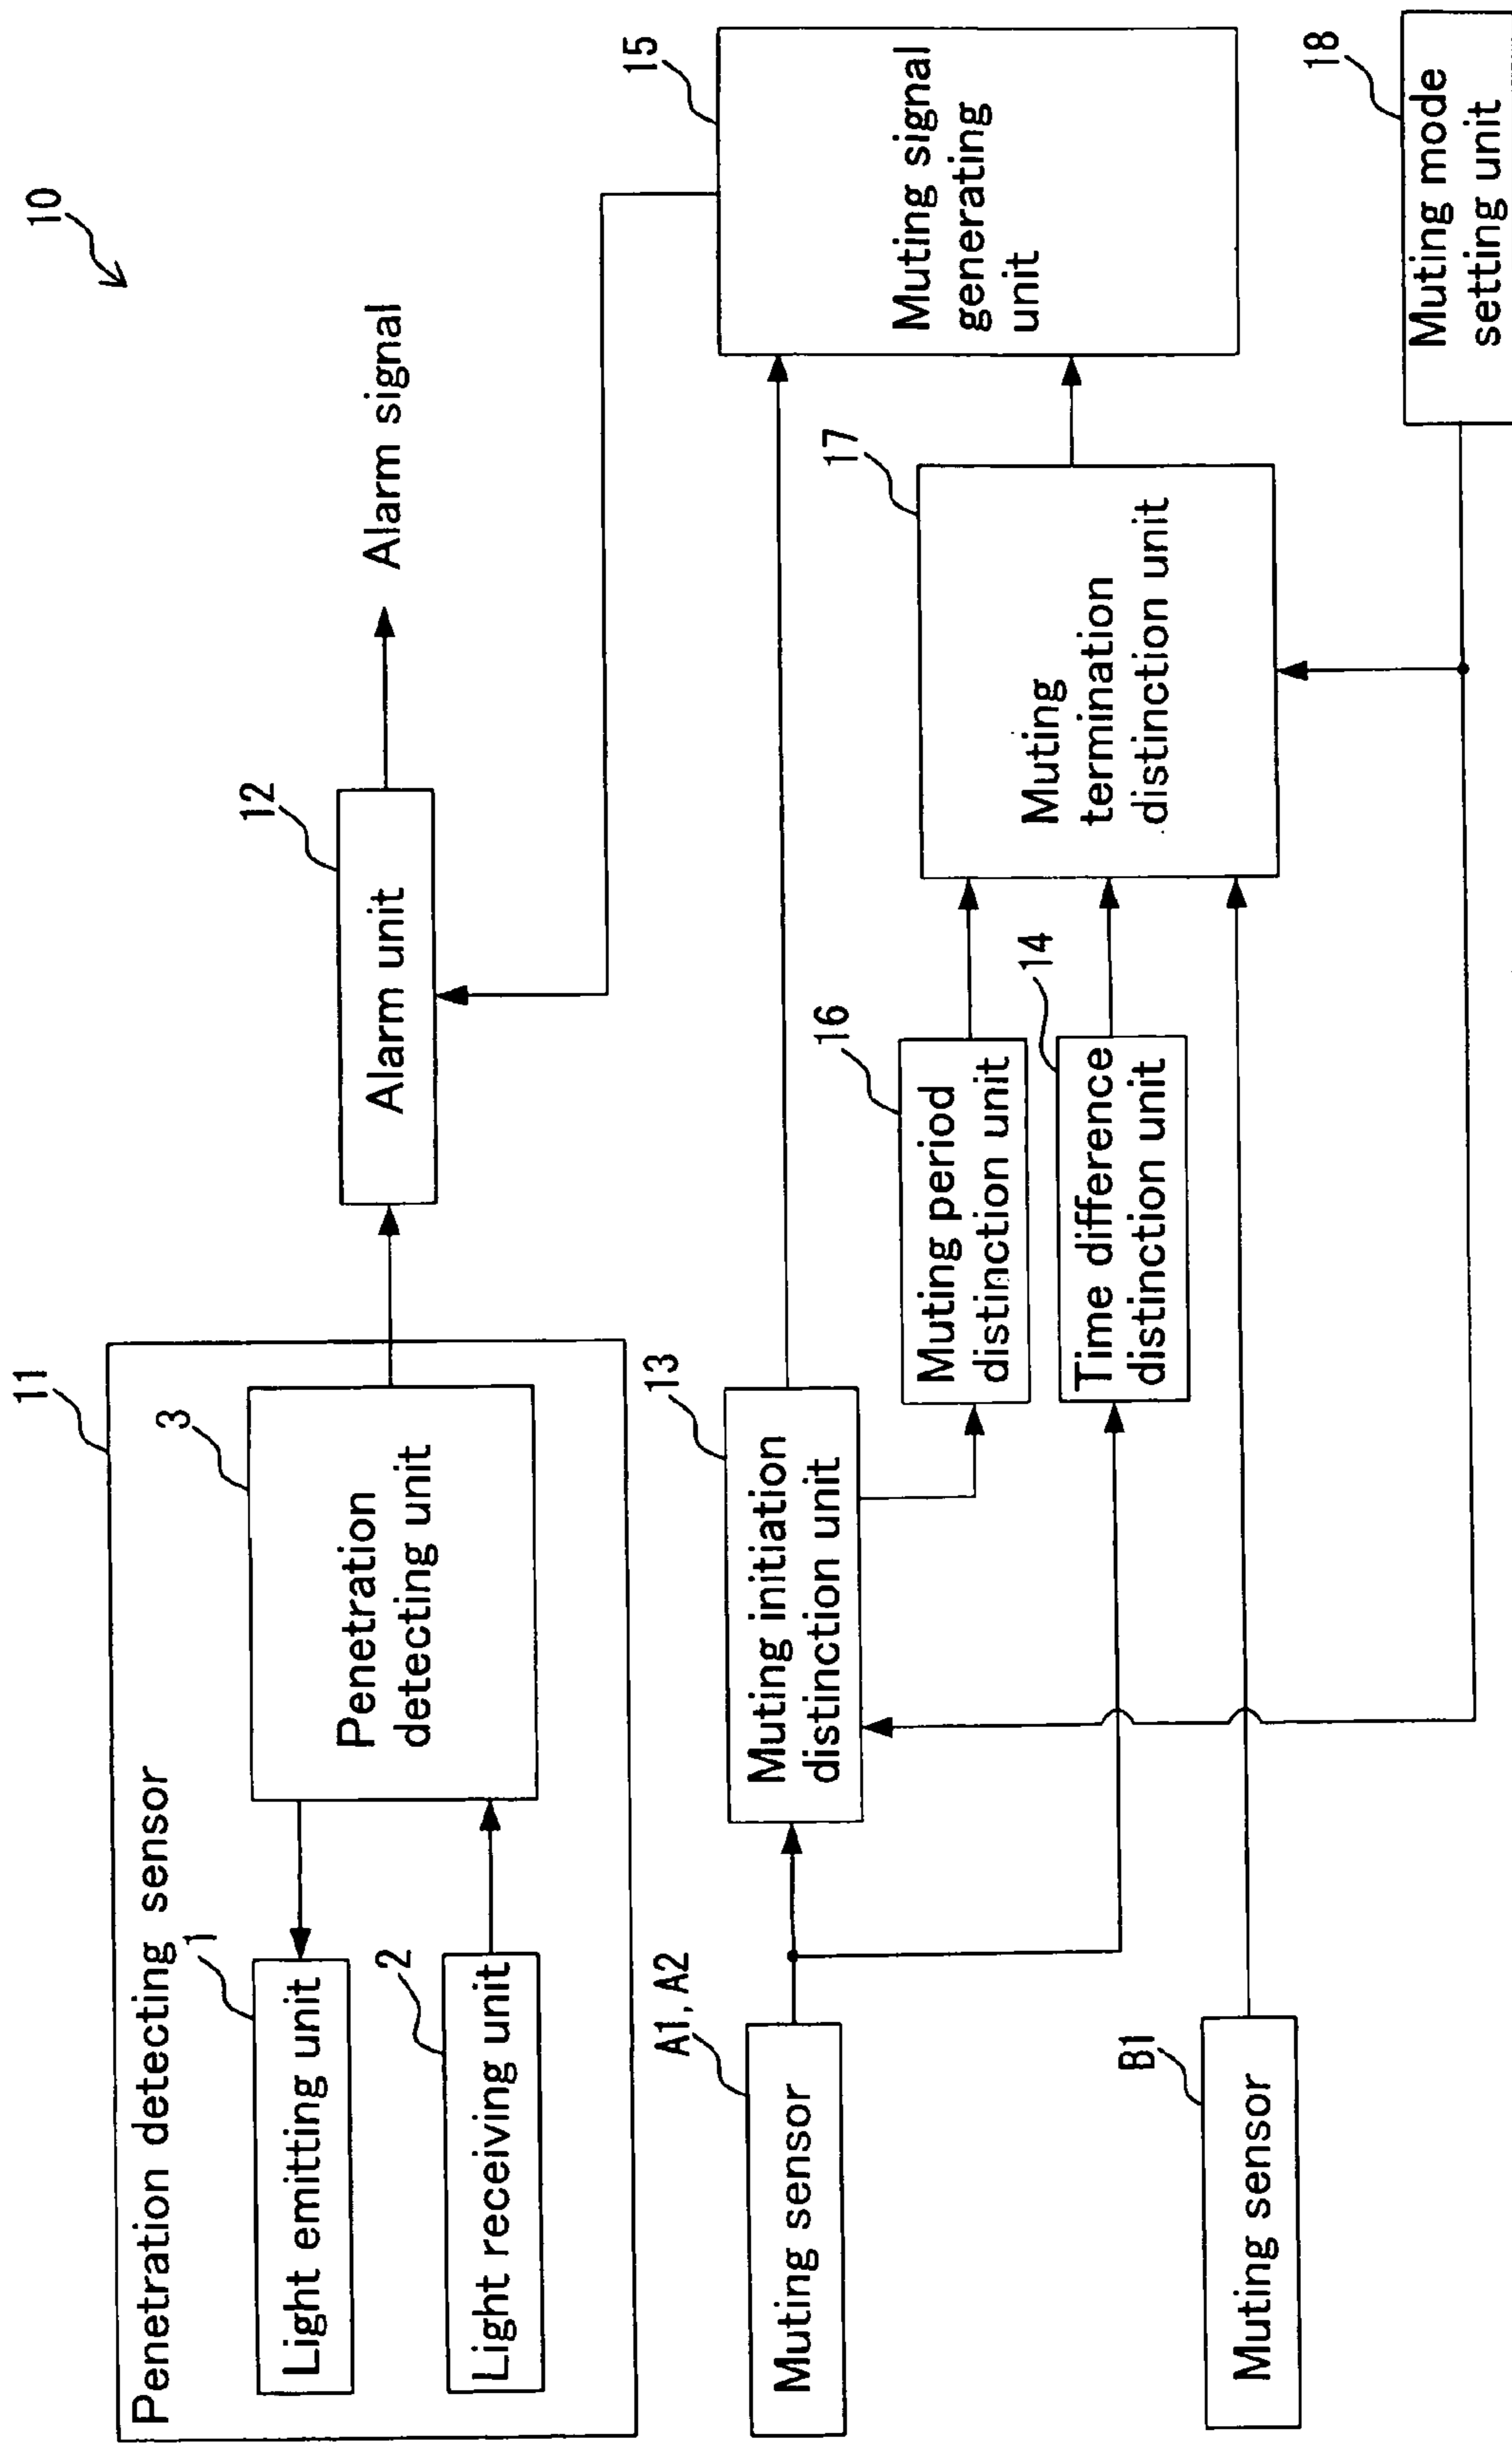 10
11
Penetration detecting sensor
1
Light emitting unit
2
Light receiving unit
3
Penetration
detecting unit
12
Alarm unit
Alarm signal
A1, A2
Muting sensor
13
Muting initiation
distinction unit
15
Muting signal
generating
unit
16
Muting period
distinction unit
14
Time difference
distinction unit
17
Muting
termination
distinction unit
B1
Muting sensor
18
Muting mode
setting unit